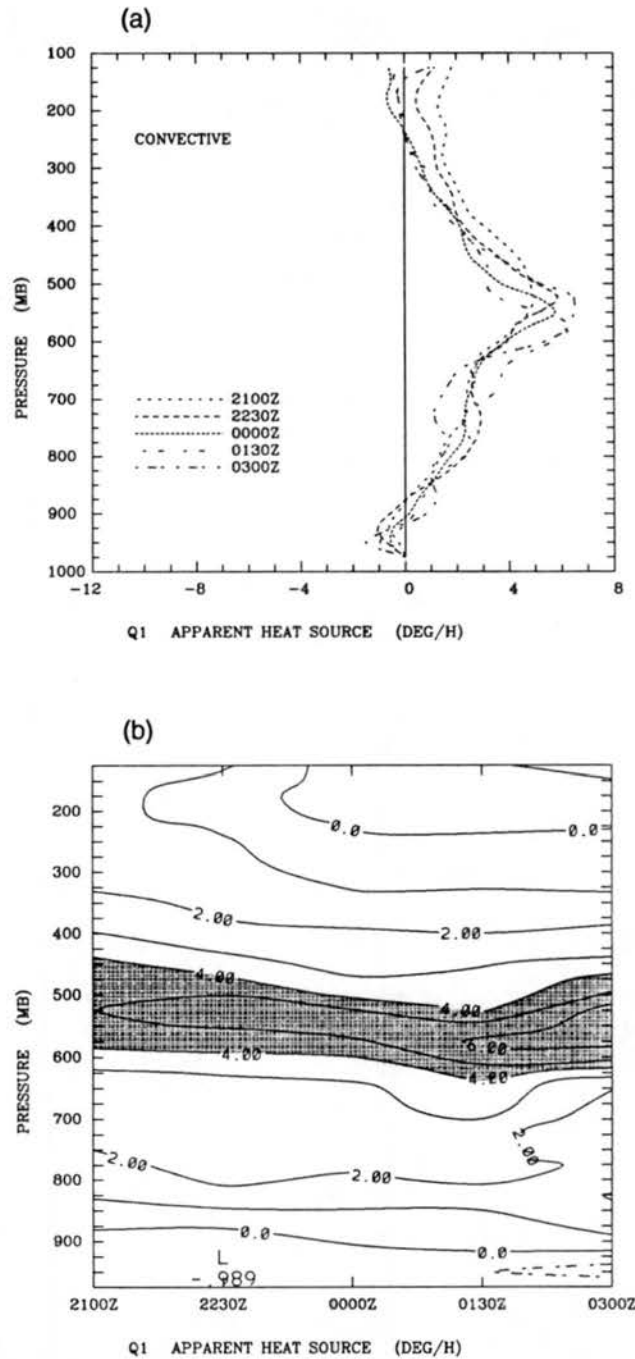 (a)
100
200
300
400
500
600
700
800
900
1000
PRESSURE (MB)
CONVECTIVE
2100Z
2230Z
0000Z
0130Z
0300Z
-12 -8 -4 0 4 8
Q1 APPARENT HEAT SOURCE (DEG/H)
(b)
200
300
400
500
600
700
800
900
PRESSURE (MB)
0.0
0.0
2.00
2.00
4.00
4.00
6.00
4.00
4.00
2.00
2.00
2.00
0.0
0.0
L
-.989
2100Z 2230Z 0000Z 0130Z 0300Z
Q1 APPARENT HEAT SOURCE (DEG/H)